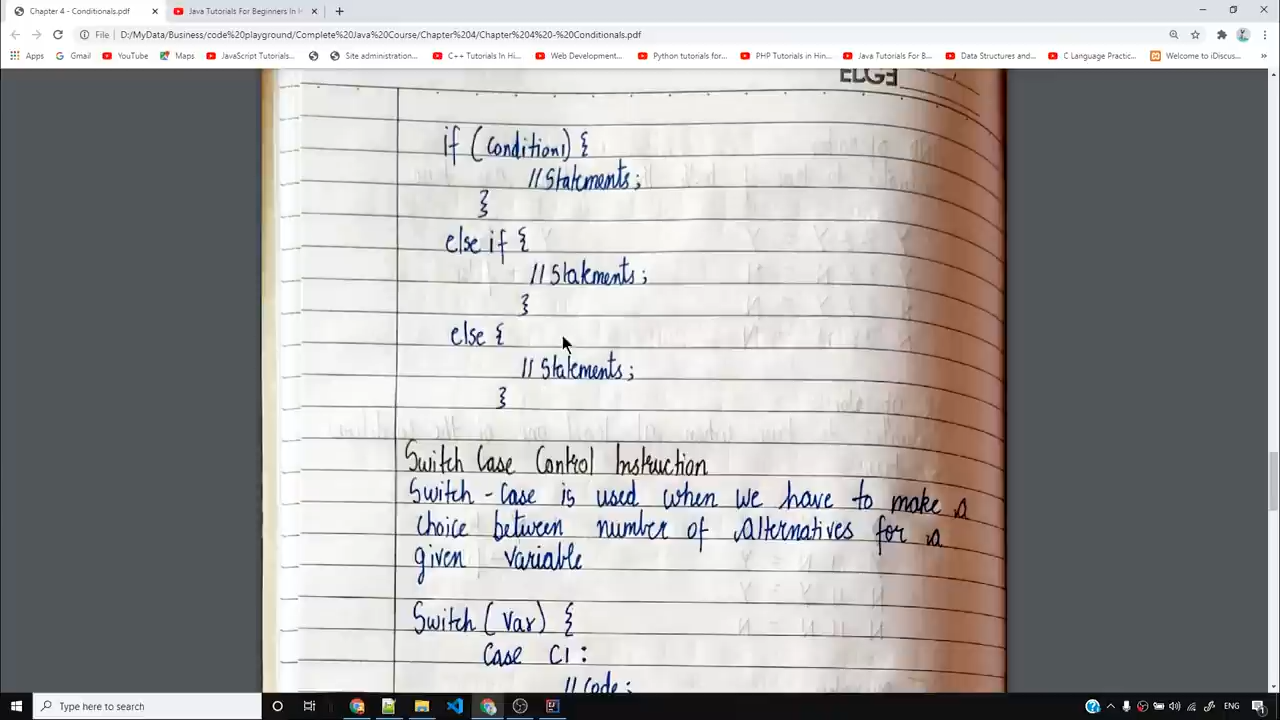 Chapter 4 - Conditionals.pdf
Java Tutorials For Beginners In H
File
D:/MyData/Business/code%20playground/Complete%20Java%20Course/Chapter%204/Chapter%204%20-%20Conditionals.pdf
Apps
Gmail
YouTube
Maps
JavaScript Tutorials...
Site administration...
C++ Tutorials In Hi...
Web Development...
Python tutorials for...
PHP Tutorials in Hin...
Java Tutorials For B...
Data Structures and...
C Language Practic...
Welcome to iDiscus...
if (condition1) {
//Statements;
}
else if {
//Statements;
}
else {
// Statements;
}
Switch Case Control Instruction
Switch - Case is used when we have to make a
choice between number of alternatives for a
given variable
Switch (var) {
Case C1 :
// Code;
Type here to search
ENG